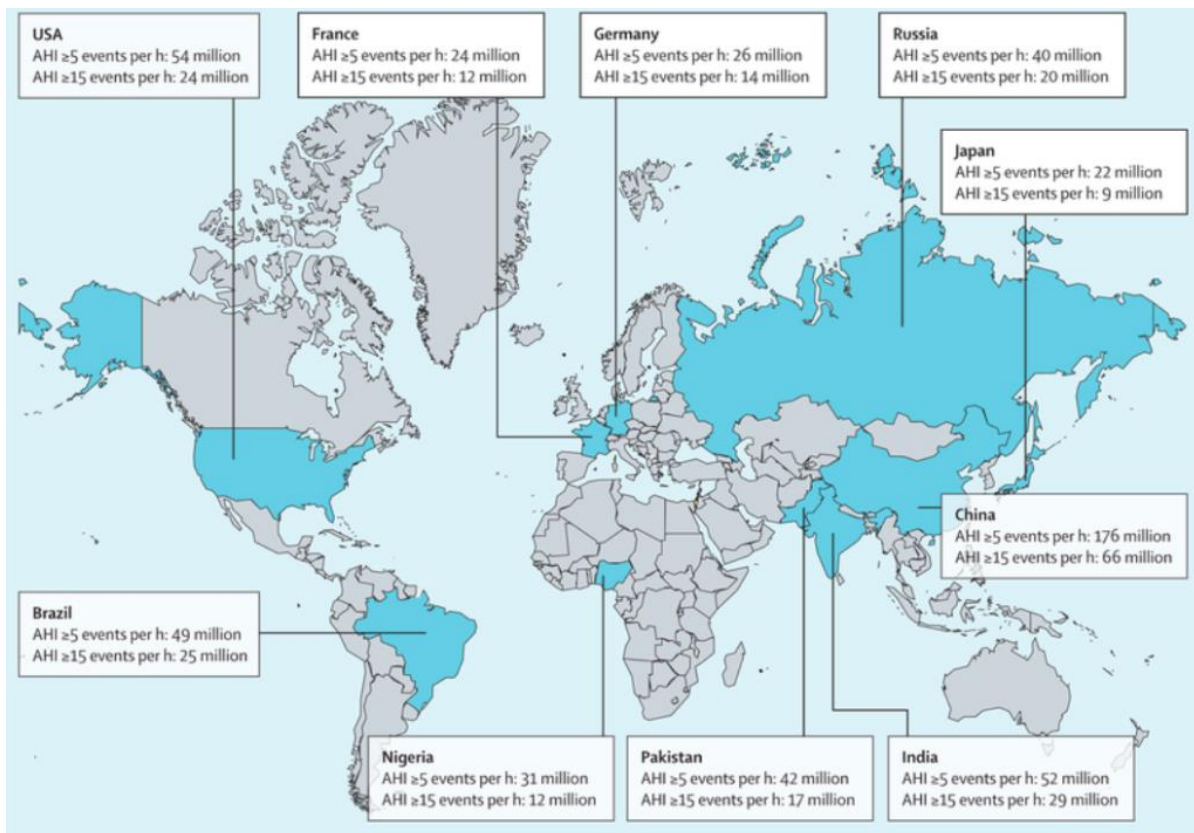 USA
AHI ≥5 events per h: 54 million
AHI ≥15 events per h: 24 million
France
AHI ≥5 events per h: 24 million
AHI ≥15 events per h: 12 million
Germany
AHI ≥5 events per h: 26 million
AHI ≥15 events per h: 14 million
Russia
AHI ≥5 events per h: 40 million
AHI ≥15 events per h: 20 million
Japan
AHI ≥5 events per h: 22 million
AHI ≥15 events per h: 9 million
China
AHI ≥5 events per h: 176 million
AHI ≥15 events per h: 66 million
Brazil
AHI ≥5 events per h: 49 million
AHI ≥15 events per h: 25 million
Nigeria
AHI ≥5 events per h: 31 million
AHI ≥15 events per h: 12 million
Pakistan
AHI ≥5 events per h: 42 million
AHI ≥15 events per h: 17 million
India
AHI ≥5 events per h: 52 million
AHI ≥15 events per h: 29 million